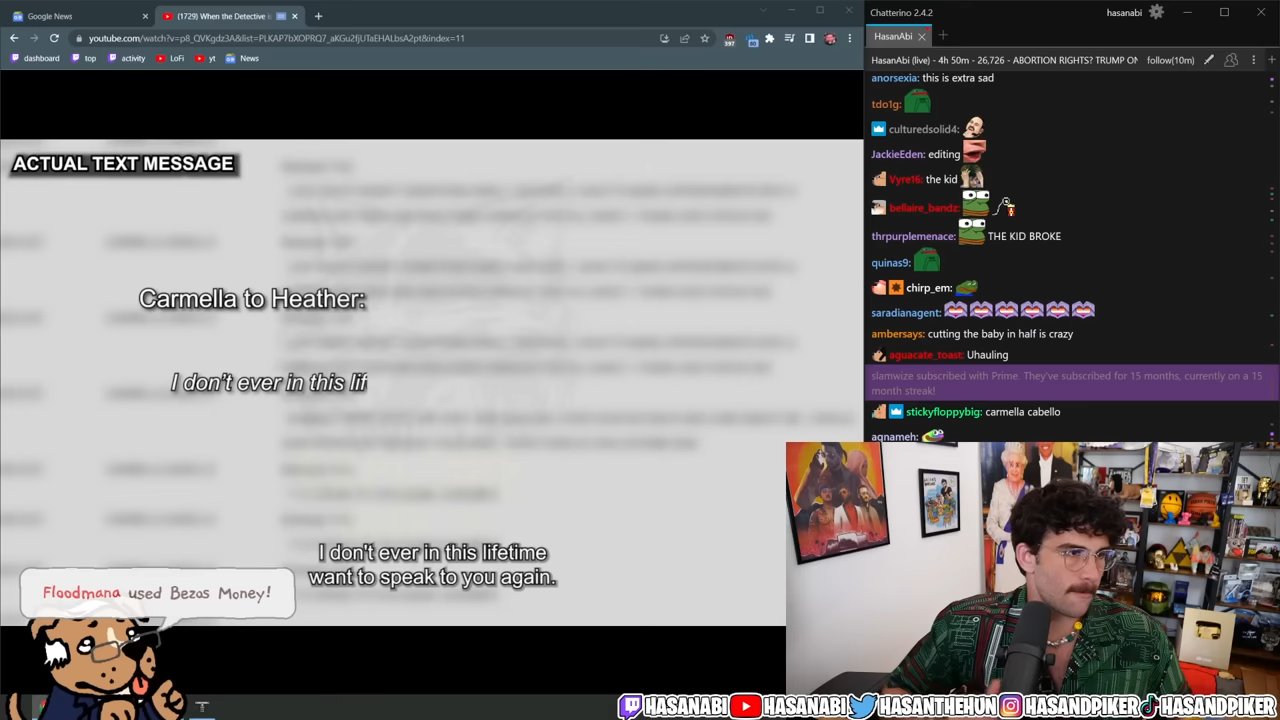 Google News
(1729) When the Detective is
youtube.com/watch?v=p8_QVKgdz3A&list=PLKAP7bXOPRQ7_aKGu2fjUTaEHALbsA2pt&index=11
dashboard
top
activity
LoFi
yt
News
ACTUAL TEXT MESSAGE
Carmella to Heather:
I don't ever in this lif
I don't ever in this lifetime
want to speak to you again.
Floodmana used Bezos Money!
Chatterino 2.4.2
hasanabi
HasanAbi
HasanAbi (live) - 4h 50m - 26,726 - ABORTION RIGHTS? TRUMP ON
follow(10m)
anorsexia: this is extra sad
tdo1g:
culturedsolid4:
JackieEden: editing
Vyre16: the kid
bellaire_bandz:
thrpurplemenace: THE KID BROKE
quinas9:
chirp_em:
saradianagent:
ambersays: cutting the baby in half is crazy
aguacate_toast: Uhauling
slamwize subscribed with Prime. They've subscribed for 15 months, currently on a 15
month streak!
stickyfloppybig: carmella cabello
agnameh:
HASANABI
HASANABI
HASANTHEHUN
HASANDPIKER
HASANDPIKER